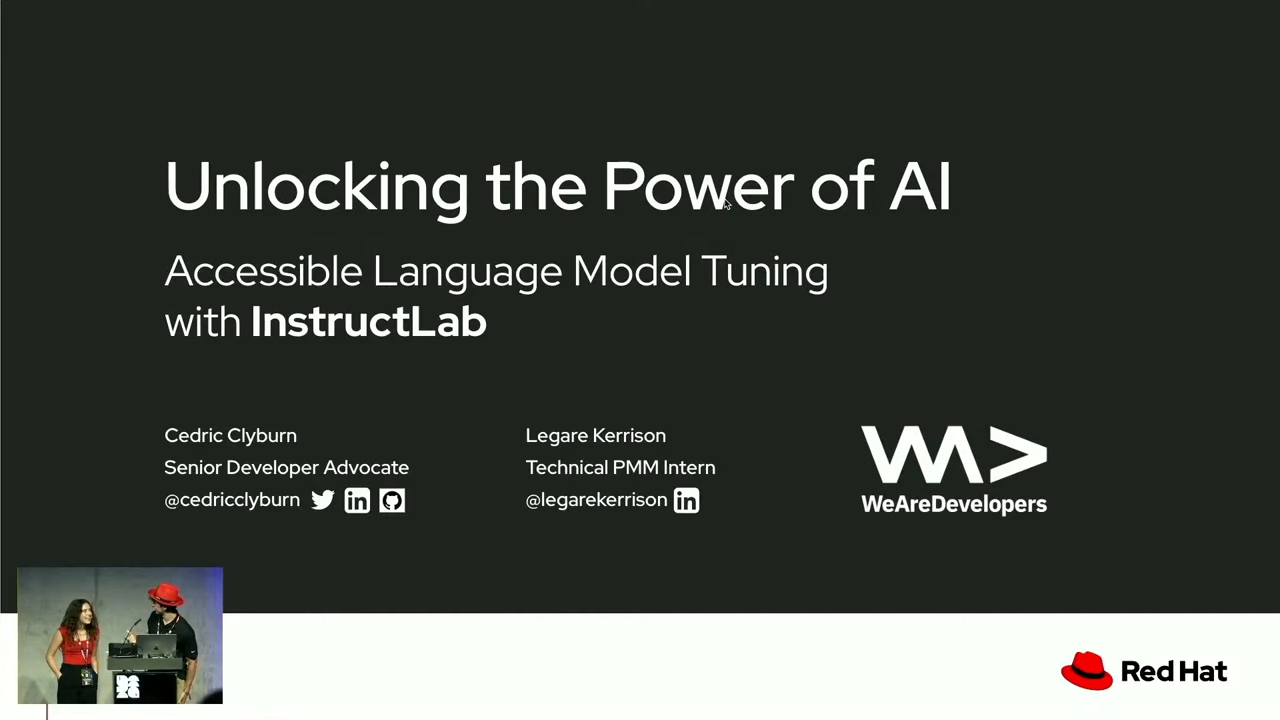 Unlocking the Power of AI
Accessible Language Model Tuning
with InstructLab
Cedric Clyburn
Senior Developer Advocate
@cedricclyburn
Legare Kerrison
Technical PMM Intern
@legarekerrison
WeAreDevelopers
Red Hat